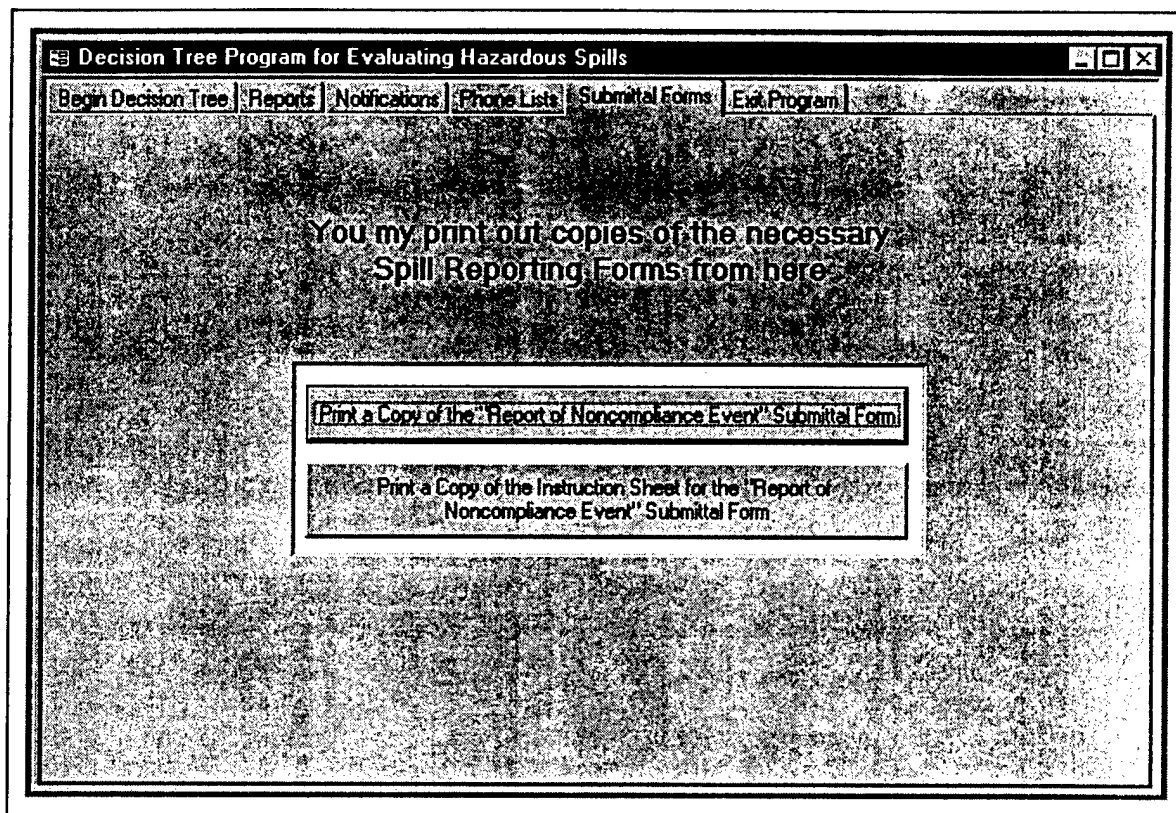 Decision Tree Program for Evaluating Hazardous Spills
Begin Decision Tree Reports Notifications Phone Lists Submittal Forms Exit Program
You my print out copies of the necessary
Spill Reporting Forms from here
Print a Copy of the "Report of Noncompliance Event" Submittal Form
Print a Copy of the Instruction Sheet for the "Report of
Noncompliance Event" Submittal Form